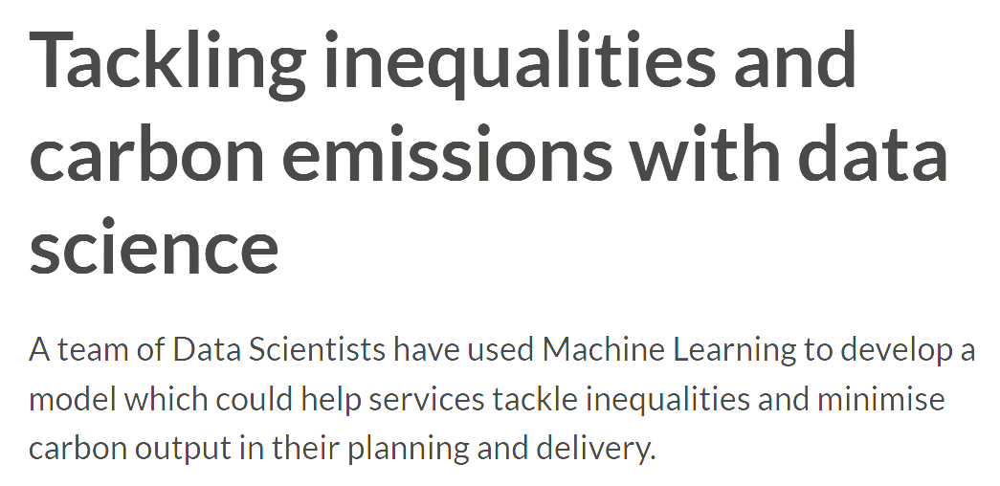 Tackling inequalities and
carbon emissions with data
science
A team of Data Scientists have used Machine Learning to develop a
model which could help services tackle inequalities and minimise
carbon output in their planning and delivery.